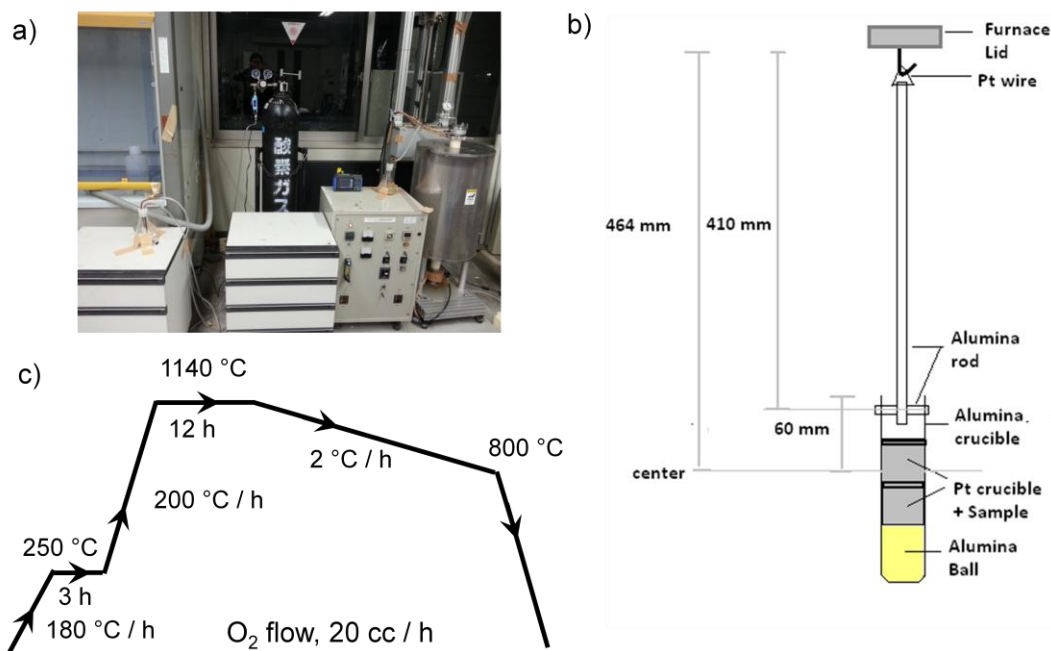 a)
酸素ガス
b)
Furnace
Lid
Pt wire
464 mm
410 mm
Alumina
rod
60 mm
Alumina
crucible
center
Pt crucible
+ Sample
Alumina
Ball
c)
1140 °C
12 h
2 °C / h
800 °C
200 °C / h
250 °C
3 h
180 °C / h
O₂ flow, 20 cc / h